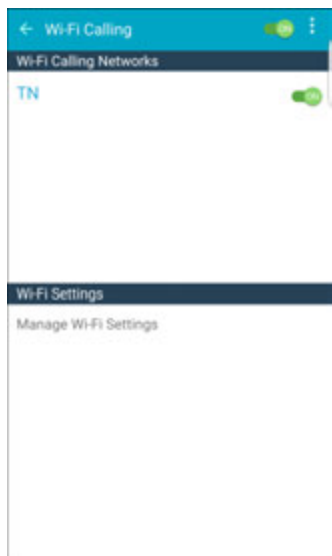 Wi-Fi Calling ON
Wi-Fi Calling Networks
TN ON
Wi-Fi Settings
Manage Wi-Fi Settings